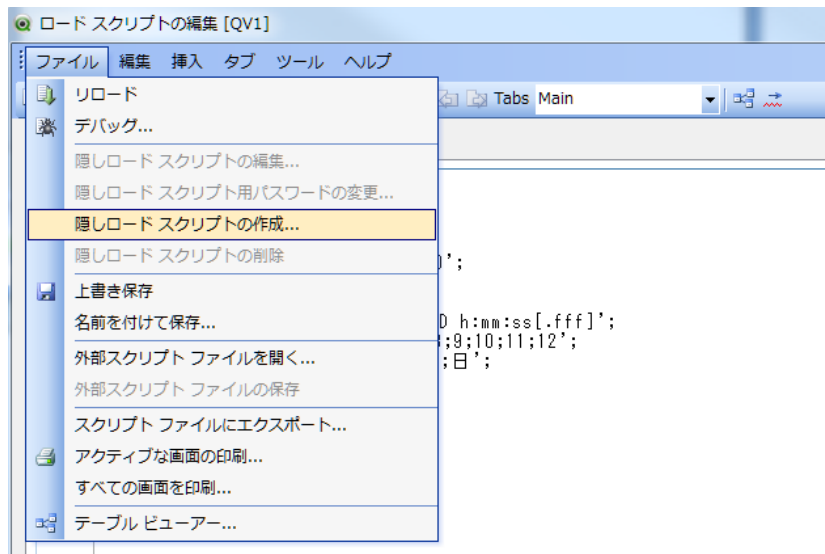 ロード スクリプトの編集 [QV1]
ファイル 編集 挿入 タブ ツール ヘルプ
リロード
Tabs Main
デバッグ...
隠しロード スクリプトの編集...
隠しロード スクリプト用パスワードの変更...
隠しロード スクリプトの作成...
隠しロード スクリプトの削除
';
上書き保存
名前を付けて保存...
D h:mm:ss[.fff]';
;9;10;11;12';
外部スクリプト ファイルを開く...
;日';
外部スクリプト ファイルの保存
スクリプト ファイルにエクスポート...
アクティブな画面の印刷...
すべての画面を印刷...
テーブル ビューアー...